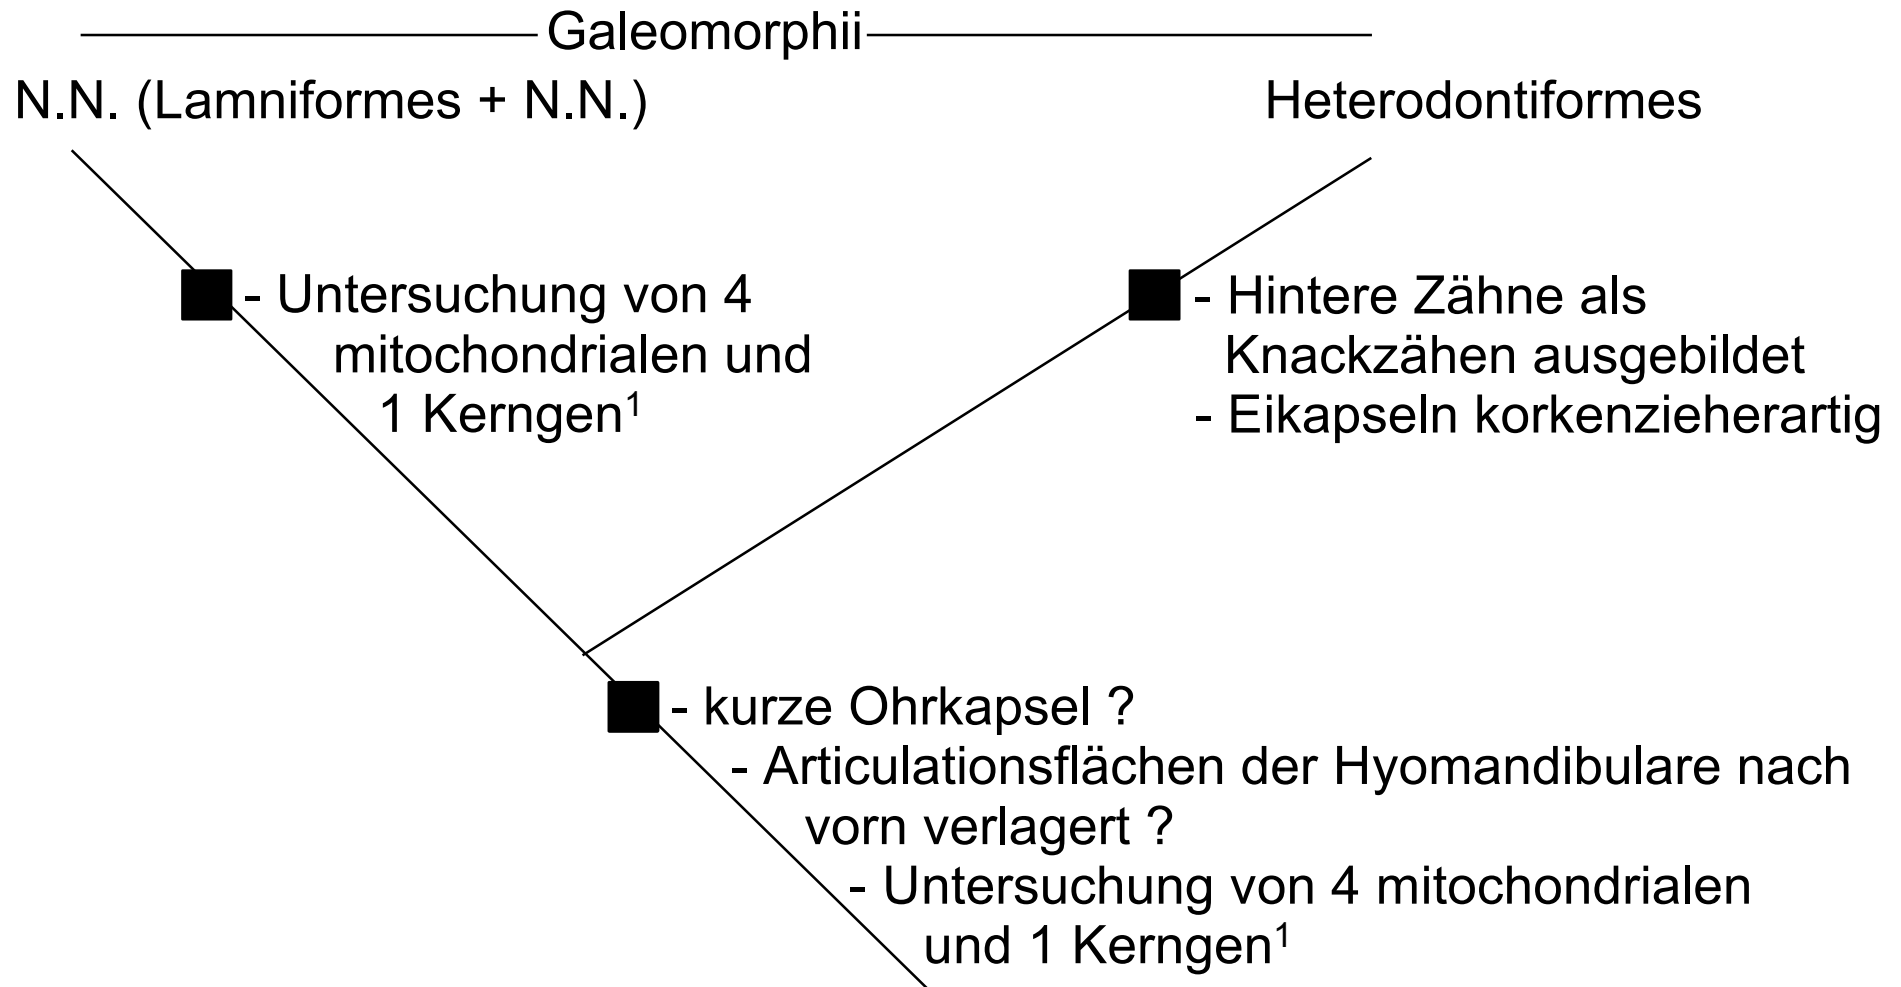 Galeomorphii
N.N. (Lamniformes + N.N.)
Heterodontiformes
- Untersuchung von 4
mitochondrialen und
1 Kerngen¹
- Hintere Zähne als
Knackzähen ausgebildet
- Eikapseln korkenzieherartig
- kurze Ohrkapsel ?
- Articulationsflächen der Hyomandibulare nach
vorn verlagert ?
- Untersuchung von 4 mitochondrialen
und 1 Kerngen¹